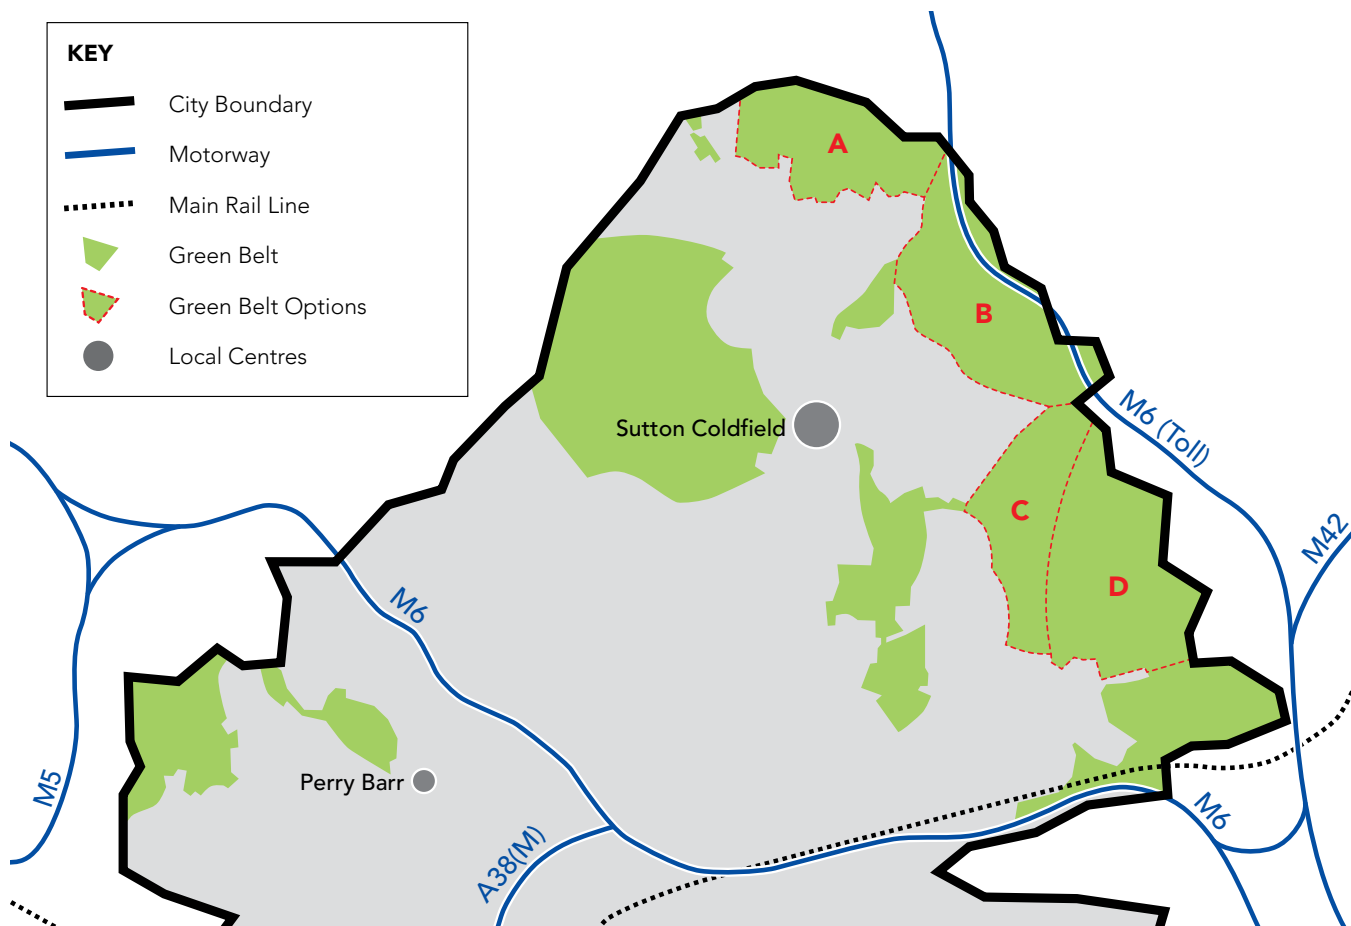 KEY
City Boundary
Motorway
Main Rail Line
Green Belt
Green Belt Options
Local Centres
A
B
Sutton Coldfield
M6 (Toll)
C
M42
D
M6
M5
Perry Barr
A38(M)
M6